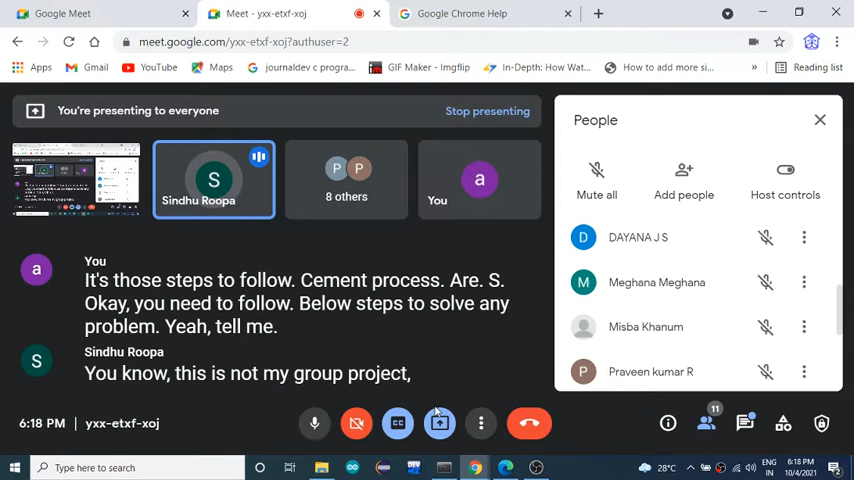 Google Meet
Meet - yxx-etxf-xoj
Google Chrome Help
meet.google.com/yxx-etxf-xoj?authuser=2
Apps
Gmail
YouTube
Maps
journaldev c progra...
GIF Maker - Imgflip
In-Depth: How Wat...
How to add more si...
»
Reading list
You're presenting to everyone
Stop presenting
S
Sindhu Roopa
P P
8 others
a
You
People
Mute all
Add people
Host controls
D
DAYANA J S
M
Meghana Meghana
Misba Khanum
P
Praveen kumar R
a
You
It's those steps to follow. Cement process. Are. S.
Okay, you need to follow. Below steps to solve any
problem. Yeah, tell me.
S
Sindhu Roopa
You know, this is not my group project,
6:18 PM | yxx-etxf-xoj
CC
11
Type here to search
28°C
ENG
IN
6:18 PM
10/4/2021
2